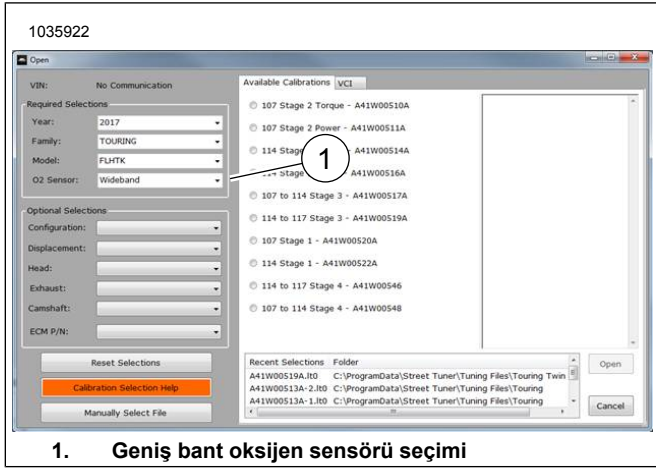 1035922
Open
VIN: No Communication
Required Selections
Year: 2017
Family: TOURING
Model: FLHTK
O2 Sensor: Wideband
Optional Selections
Configuration:
Displacement:
Head:
Exhaust:
Camshaft:
ECM P/N:
Reset Selections
Calibration Selection Help
Manually Select File
Available Calibrations VCI
107 Stage 2 Torque - A41W00510A
107 Stage 2 Power - A41W00511A
114 Stage - A41W00514A
Stage A41W00516A
107 to 114 Stage 3 - A41W00517A
114 to 117 Stage 3 - A41W00519A
107 Stage 1 - A41W00520A
114 Stage 1 - A41W00522A
114 to 117 Stage 4 - A41W00546
107 to 114 Stage 4 - A41W00548
1
Recent Selections Folder
A41W00519A.lt0 C:\ProgramData\Street Tuner\Tuning Files\Touring Twin
A41W00513A-2.lt0 C:\ProgramData\Street Tuner\Tuning Files\Touring
A41W00513A-1.lt0 C:\ProgramData\Street Tuner\Tuning Files\Touring
Open
Cancel
1. Geniş bant oksijen sensörü seçimi